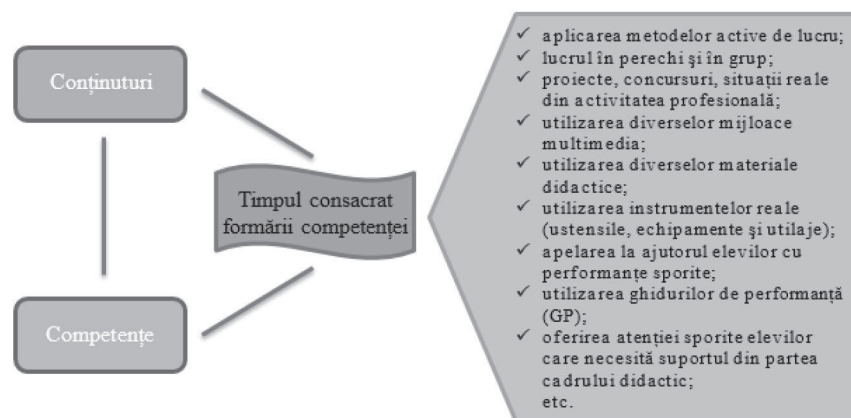 Conținuturi
Competențe
Timpul consacrat
formării competenței
✓ aplicarea metodelor active de lucru;
✓ lucrul în perechi şi în grup;
✓ proiecte, concursuri, situații reale
din activitatea profesională;
✓ utilizarea diverselor mijloace
multimedia;
✓ utilizarea diverselor materiale
didactice;
✓ utilizarea instrumentelor reale
(ustensile, echipamente şi utilaje);
✓ apelarea la ajutorul elevilor cu
performanțe sporite;
✓ utilizarea ghidurilor de performanță
(GP);
✓ oferirea atenției sporite elevilor
care necesită suportul din partea
cadrului didactic;
etc.